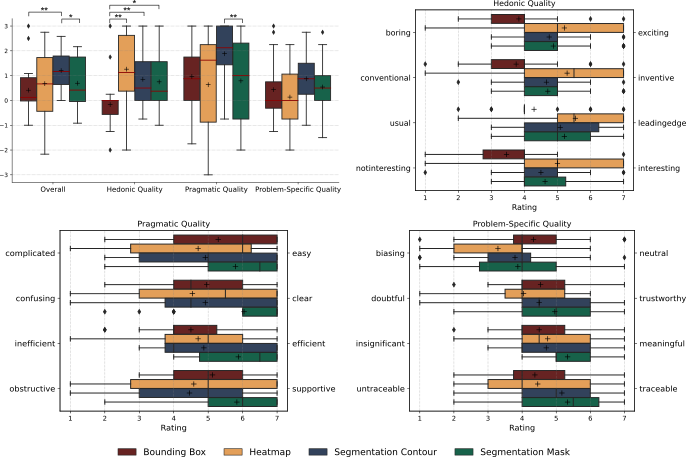 3
2
1
0
−1
−2
−3
**
*
**
**
*
**
Overall
Hedonic Quality
Pragmatic Quality
Problem-Specific Quality
Hedonic Quality
boring
exciting
conventional
inventive
usual
leadingedge
notinteresting
interesting
1 2 3 4 5 6 7
Rating
Pragmatic Quality
complicated
easy
confusing
clear
inefficient
efficient
obstructive
supportive
1 2 3 4 5 6 7
Rating
Problem-Specific Quality
biasing
neutral
doubtful
trustworthy
insignificant
meaningful
untraceable
traceable
1 2 3 4 5 6 7
Rating
Bounding Box Heatmap Segmentation Contour Segmentation Mask